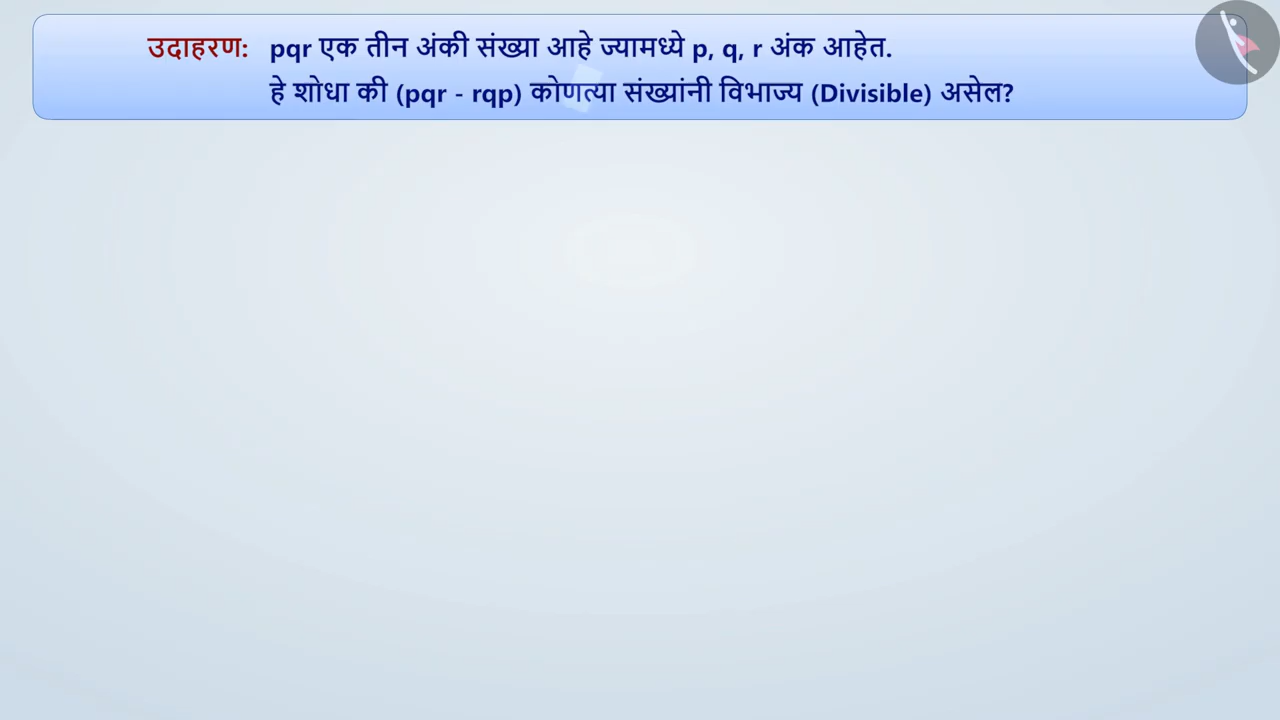 उदाहरण: pqr एक तीन अंकी संख्या आहे ज्यामध्ये p, q, r अंक आहेत.
हे शोधा की (pqr - rqp) कोणत्या संख्यांनी विभाज्य (Divisible) असेल?